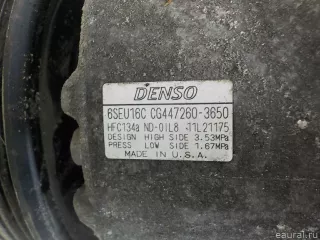 DENSO
6SEU16C CG447260-3650
HFC134a ND-OIL8 11L21175
DESIGN HIGH SIDE 3.53MPa
PRESS LOW SIDE 1.67MPa
MADE IN U.S.A.
eaural.ru